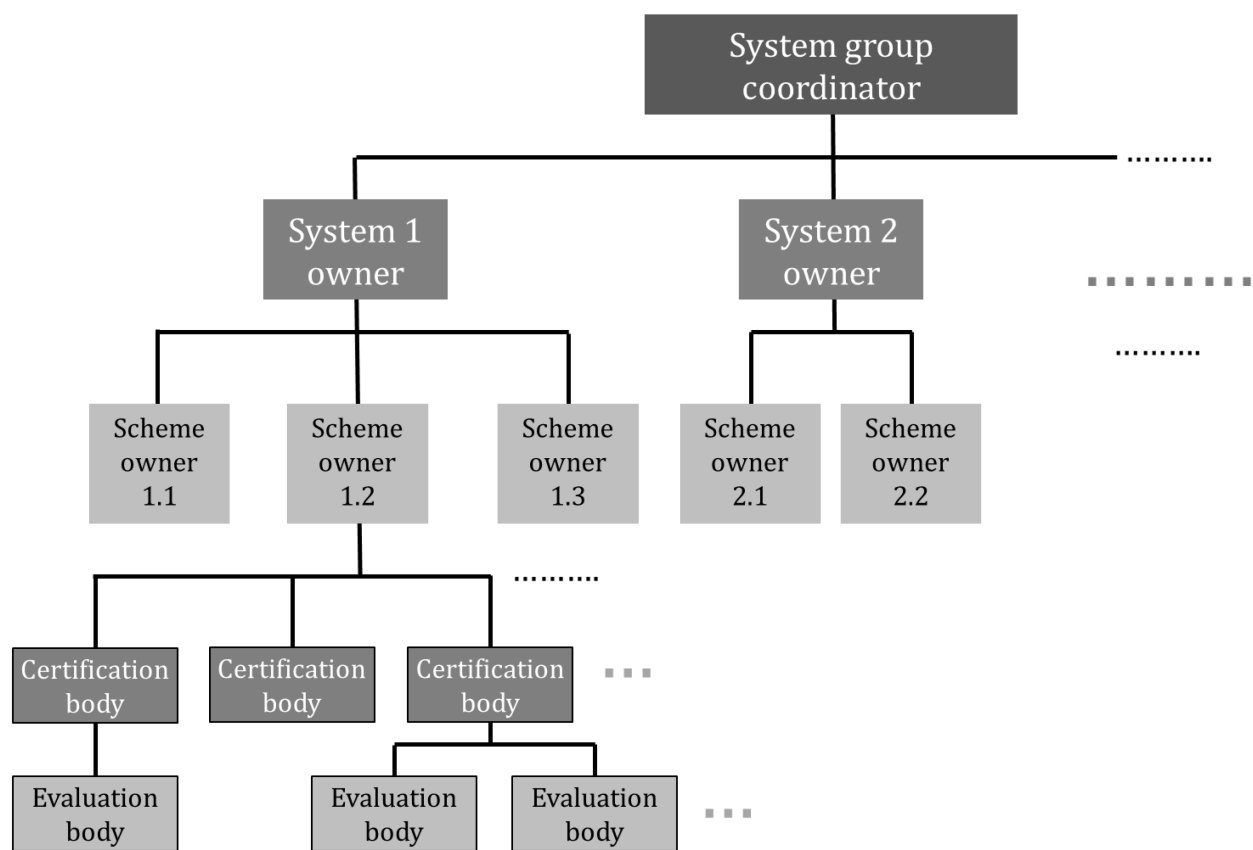 System group
coordinator
..........
System 1
owner
System 2
owner
.........
..........
Scheme
owner
1.1
Scheme
owner
1.2
Scheme
owner
1.3
Scheme
owner
2.1
Scheme
owner
2.2
..........
Certification
body
Certification
body
Certification
body
...
Evaluation
body
Evaluation
body
Evaluation
body
...